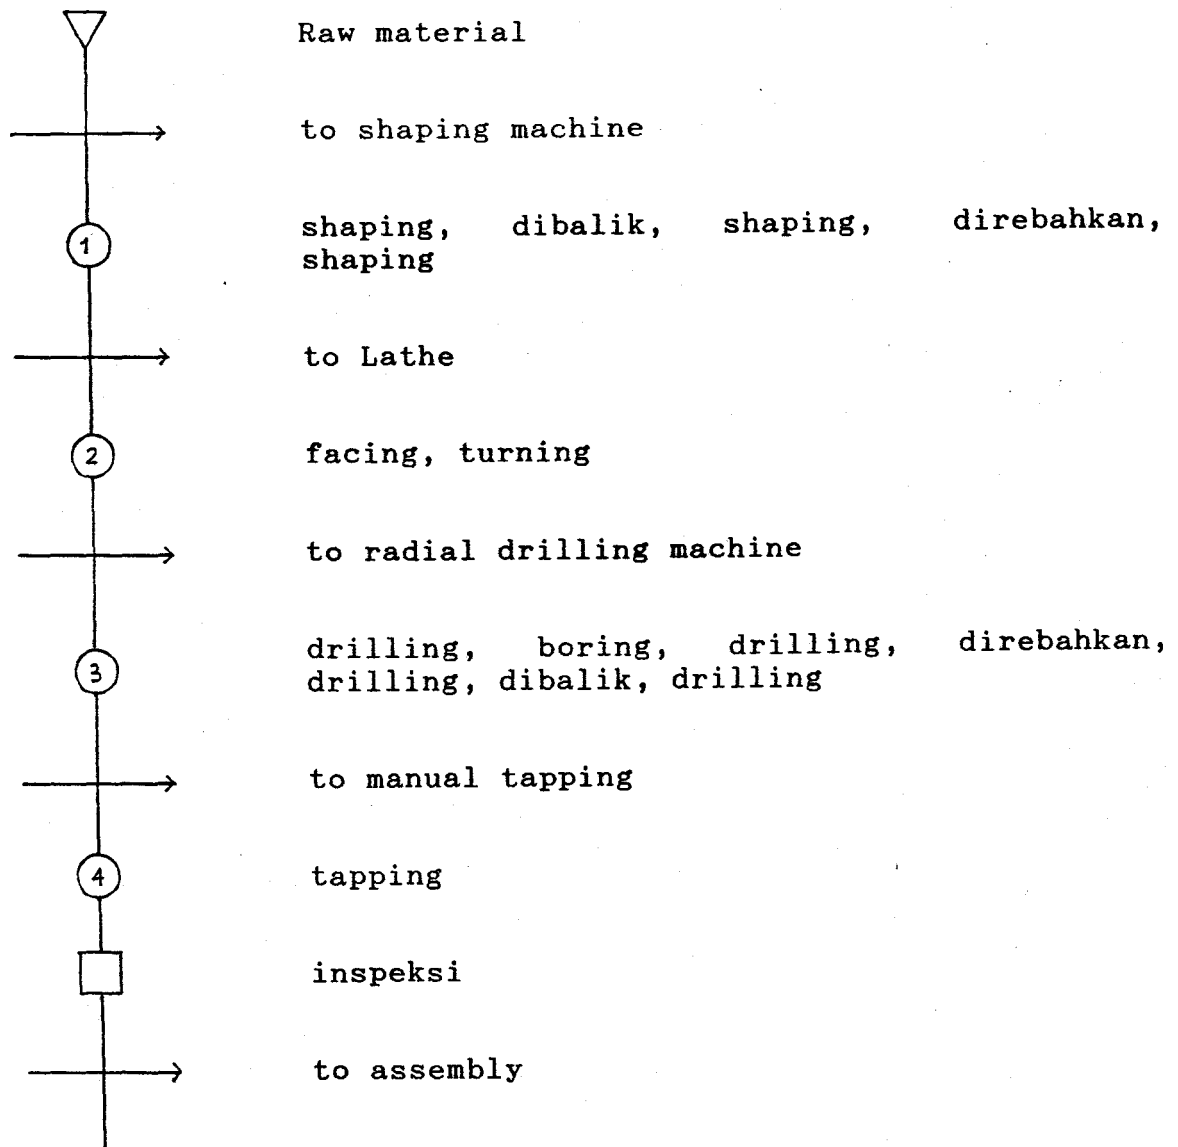 Raw material
to shaping machine
1
shaping, dibalik, shaping, direbahkan,
shaping
to Lathe
2
facing, turning
to radial drilling machine
3
drilling, boring, drilling, direbahkan,
drilling, dibalik, drilling
to manual tapping
4
tapping
inspeksi
to assembly